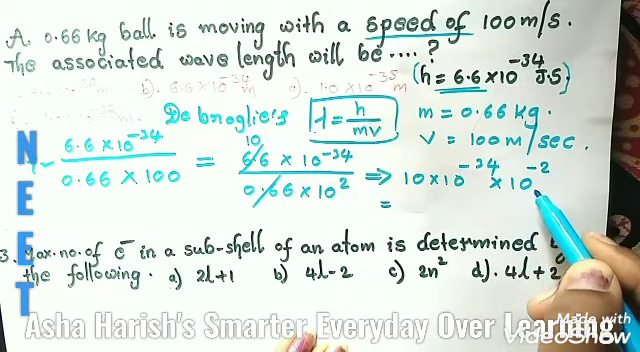 A 0.66 kg ball is moving with a speed of 100 m/s.
The associated wave length will be ....?
(h = 6.6 × 10⁻³⁴ J.S)
b). 6.6 × 10⁻³⁴ m c). 1.0 × 10⁻³⁵ m
De broglie's λ = h/mv
m = 0.66 kg.
v = 100 m/sec.
6.6 × 10⁻³⁴ / 0.66 × 100 = 10 6.6 × 10⁻³⁴ / 0.66 × 10² ⇒ 10 × 10⁻³⁴ × 10⁻²
=
3. Max. no. of e⁻ in a sub-shell of an atom is determined
the following. a) 2l+1 b) 4l-2 c) 2n² d). 4l+2
NEET
Asha Harish's Smarter Everyday Over Learning
Made with
VideoShow